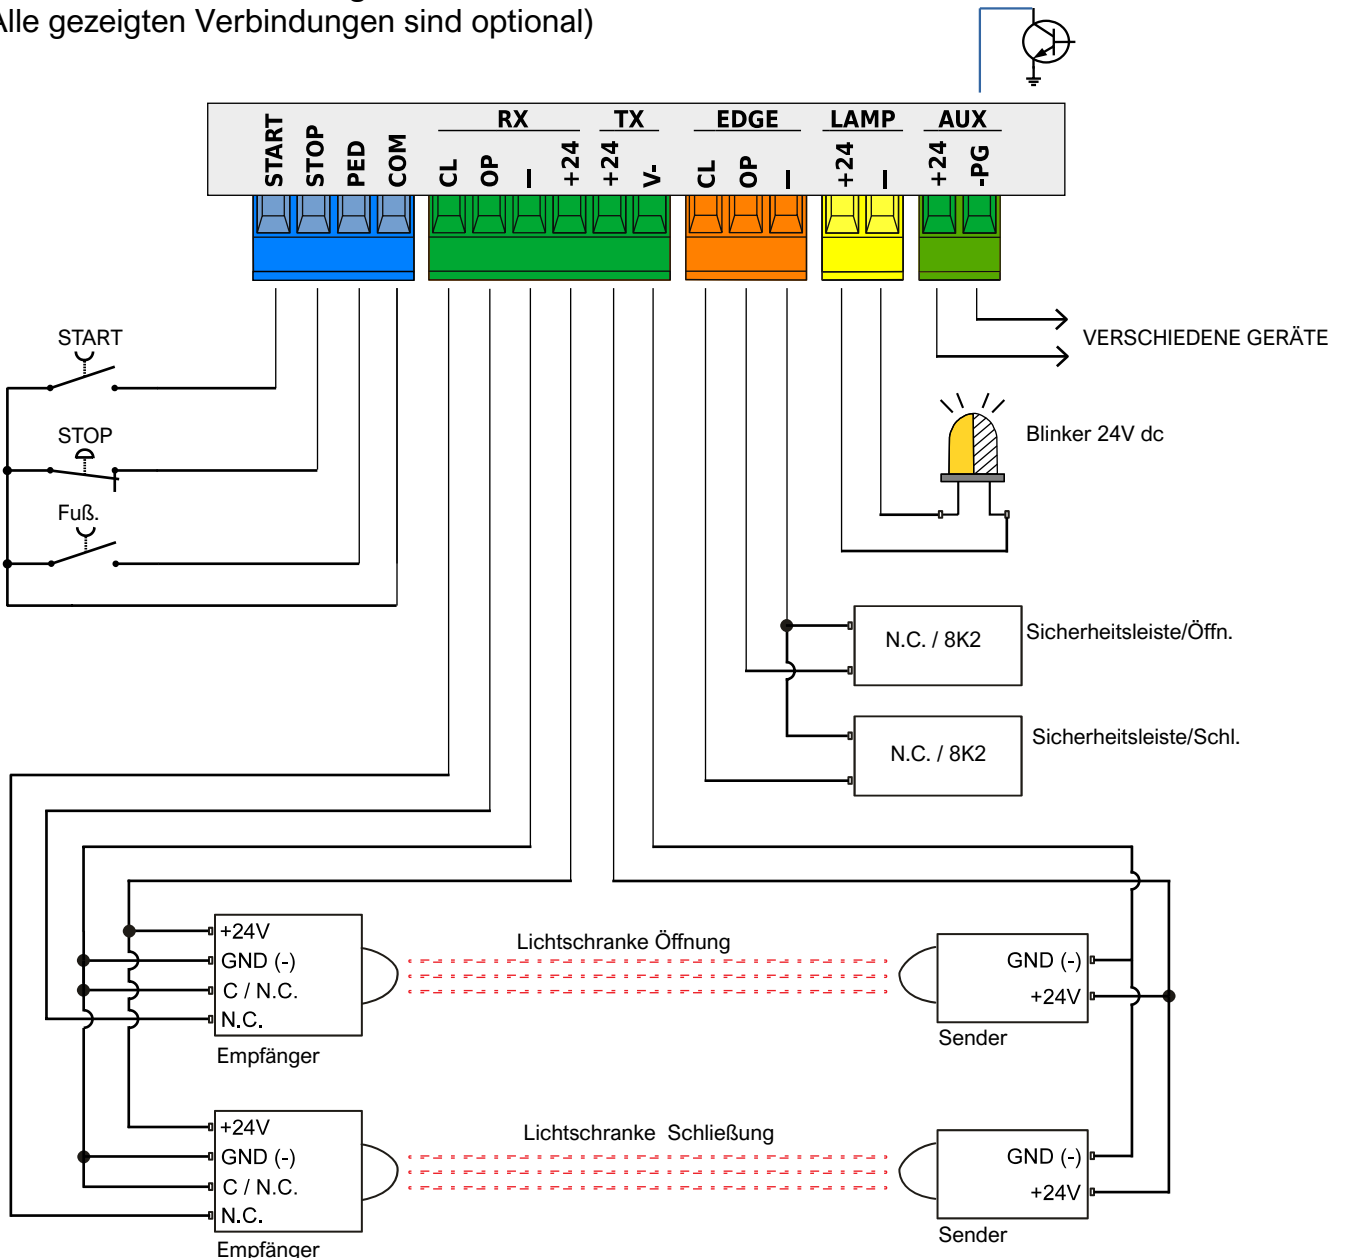 Alle gezeigten Verbindungen sind optional)
RX TX EDGE LAMP AUX
START STOP PED COM CL OP – +24 +24 V- CL OP – +24 – +24 -PG
START
VERSCHIEDENE GERÄTE
STOP
Blinker 24V dc
Fuß.
N.C. / 8K2
Sicherheitsleiste/Öffn.
N.C. / 8K2
Sicherheitsleiste/Schl.
+24V
GND (-)
C / N.C.
N.C.
Empfänger
Lichtschranke Öffnung
GND (-)
+24V
Sender
+24V
GND (-)
C / N.C.
N.C.
Empfänger
Lichtschranke Schließung
GND (-)
+24V
Sender